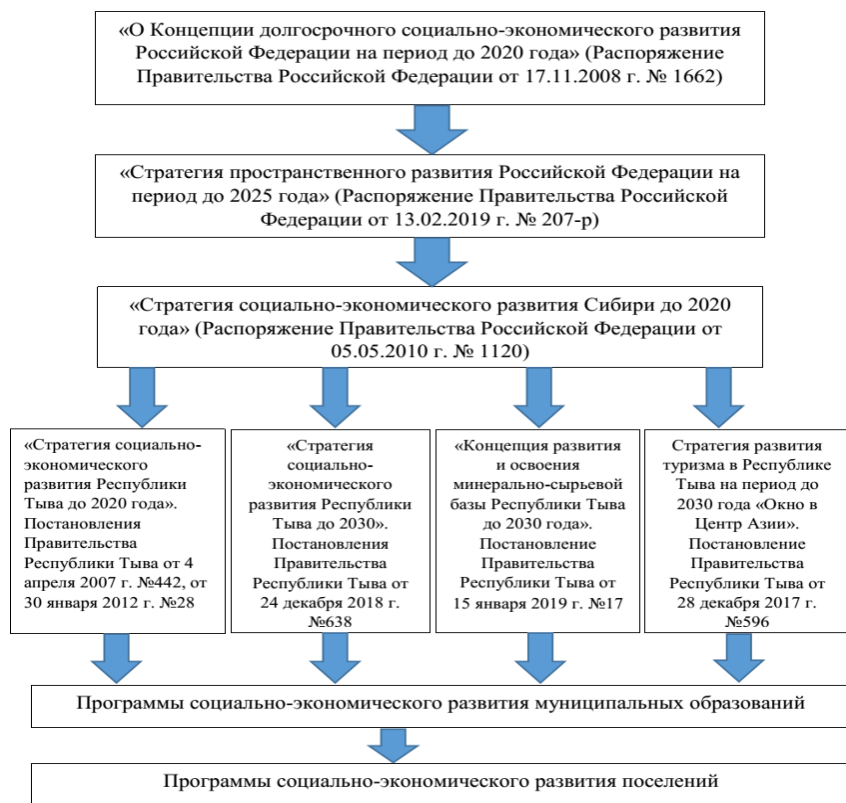 «О Концепции долгосрочного социально-экономического развития
Российской Федерации на период до 2020 года» (Распоряжение
Правительства Российской Федерации от 17.11.2008 г. № 1662)
«Стратегия пространственного развития Российской Федерации на
период до 2025 года» (Распоряжение Правительства Российской
Федерации от 13.02.2019 г. № 207-р)
«Стратегия социально-экономического развития Сибири до 2020
года» (Распоряжение Правительства Российской Федерации от
05.05.2010 г. № 1120)
«Стратегия социально-
экономического
развития Республики
Тыва до 2020 года».
Постановления
Правительства
Республики Тыва от 4
апреля 2007 г. №442, от
30 января 2012 г. №28
«Стратегия
социально-
экономического
развития Республики
Тыва до 2030».
Постановления
Правительства
Республики Тыва от
24 декабря 2018 г.
№638
«Концепция развития
и освоения
минерально-сырьевой
базы Республики Тыва
до 2030 года».
Постановление
Правительства
Республики Тыва от
15 января 2019 г. №17
Стратегия развития
туризма в Республике
Тыва на период до
2030 года «Окно в
Центр Азии».
Постановление
Правительства
Республики Тыва от
28 декабря 2017 г.
№596
Программы социально-экономического развития муниципальных образований
Программы социально-экономического развития поселений